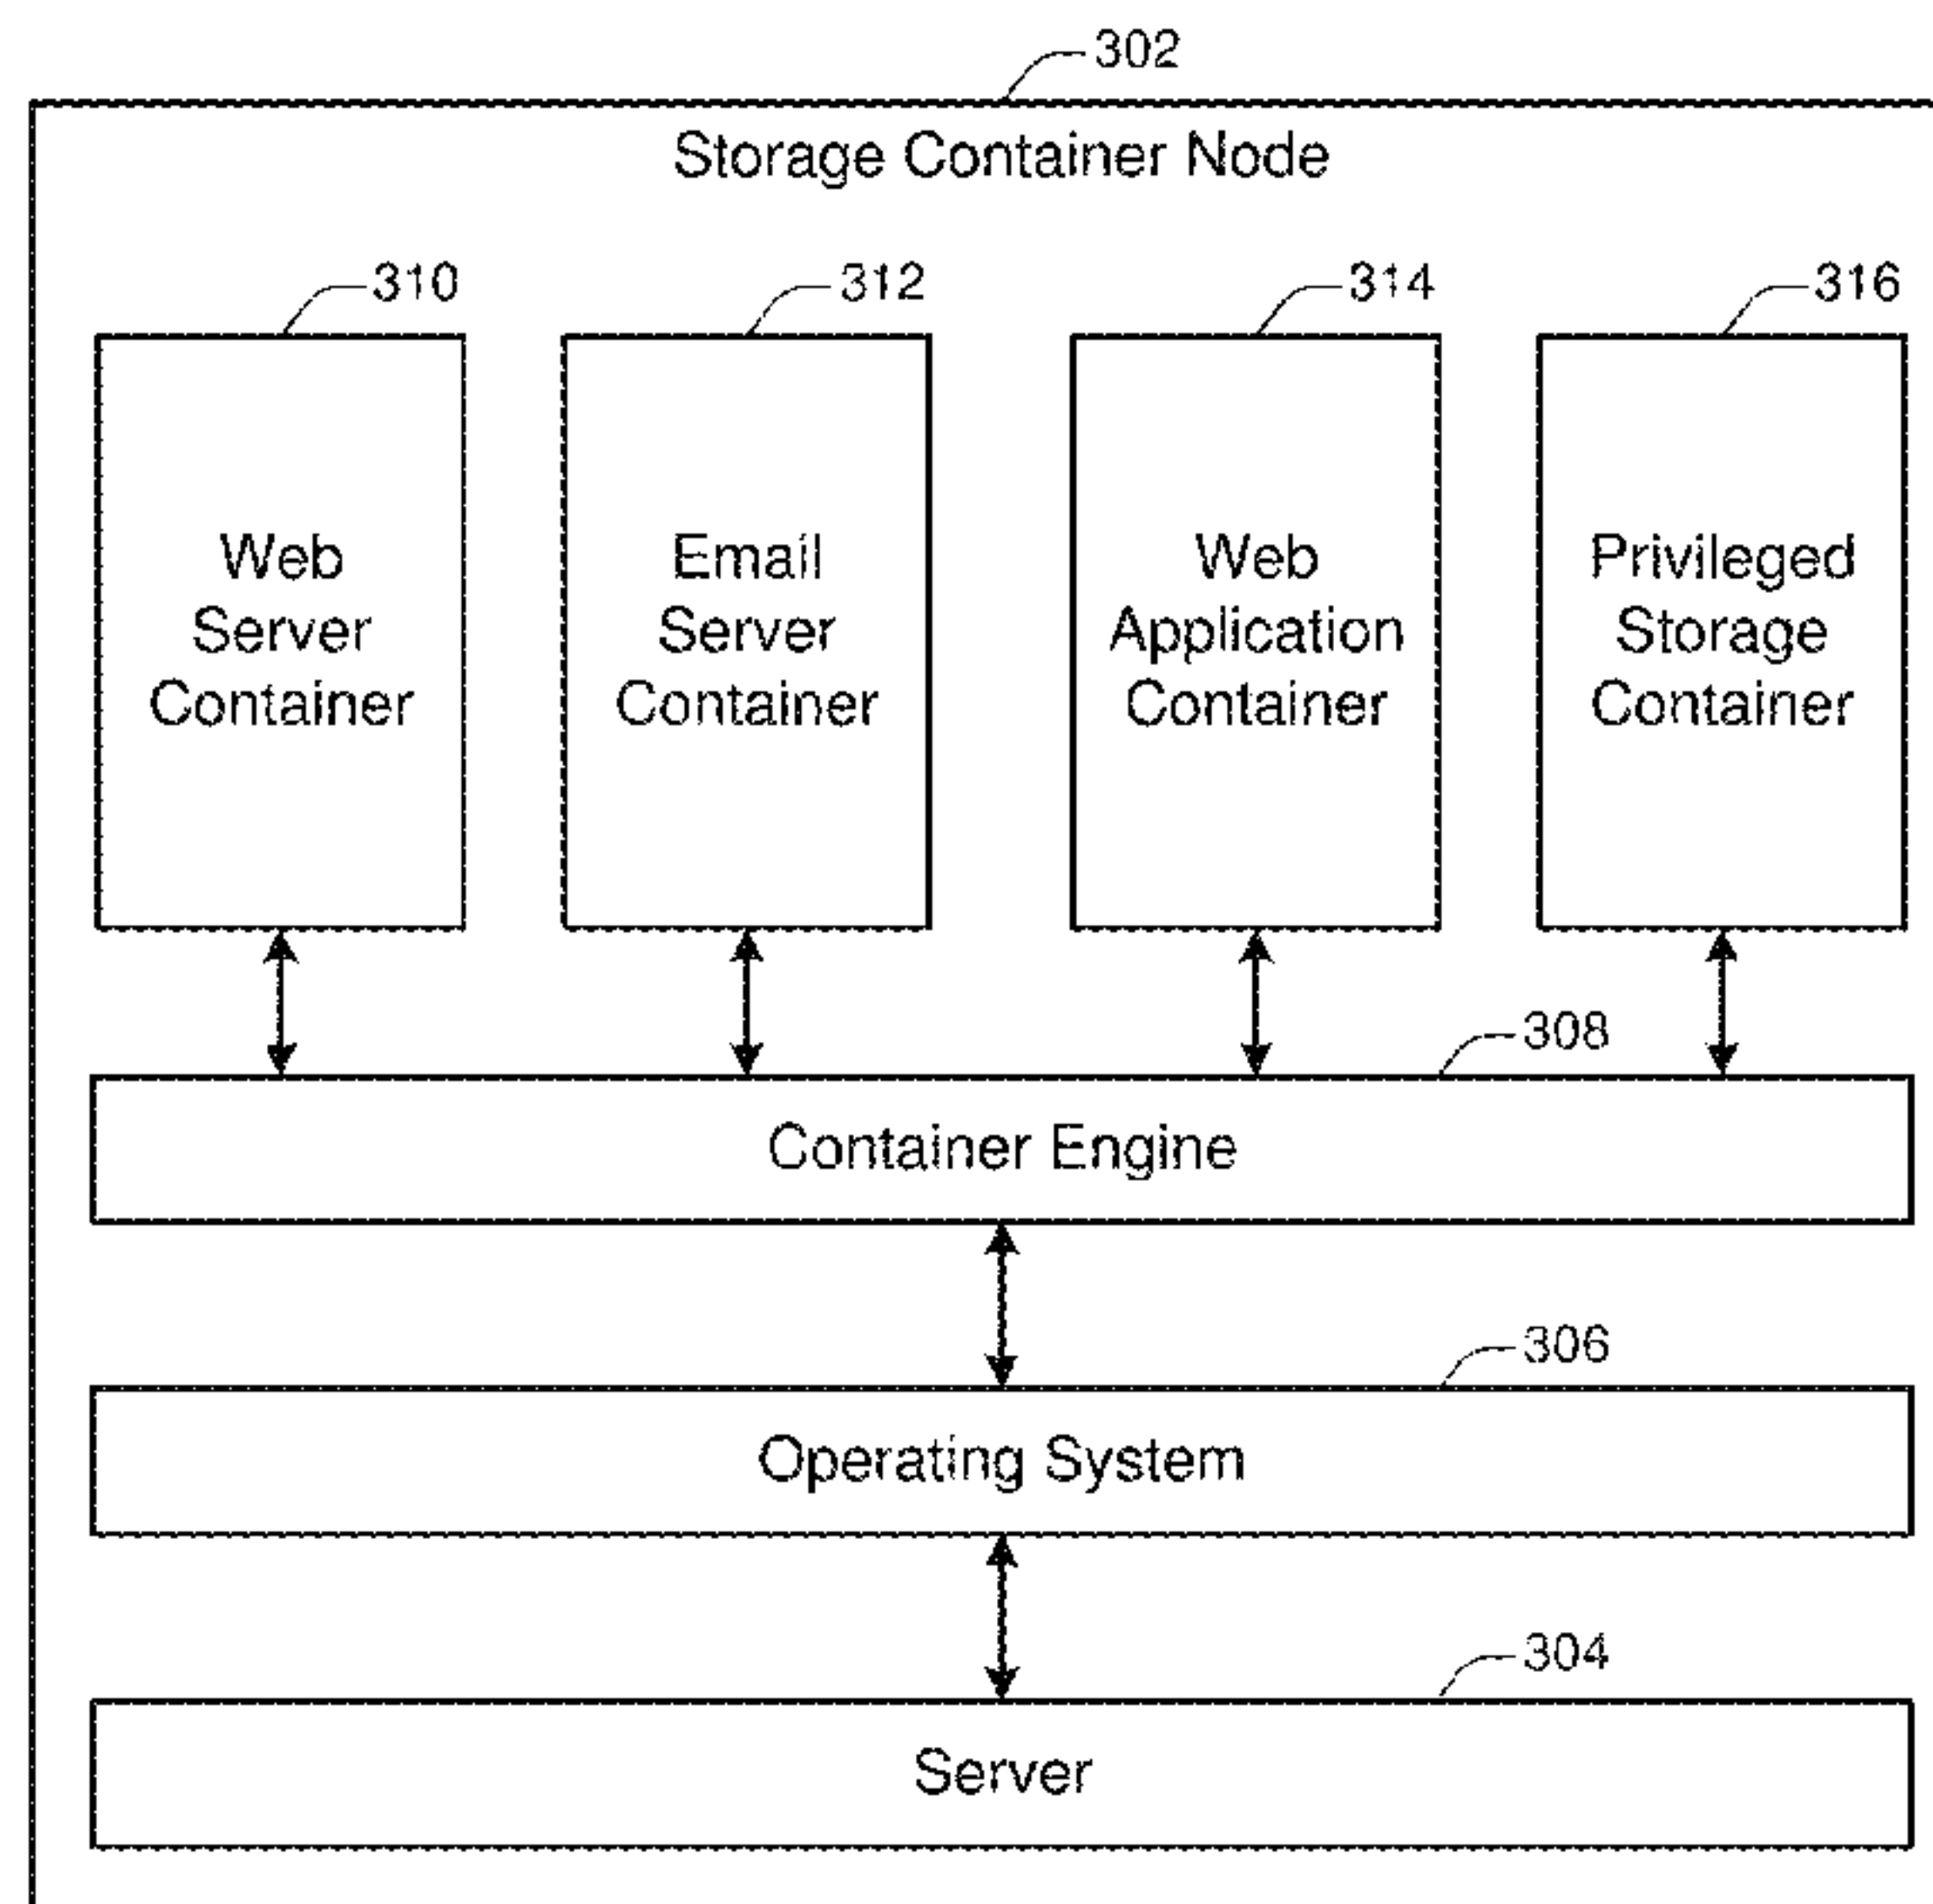 302
Storage Container Node
310
312
314
316
Web
Server
Container
Email
Server
Container
Web
Application
Container
Privileged
Storage
Container
308
Container Engine
306
Operating System
304
Server